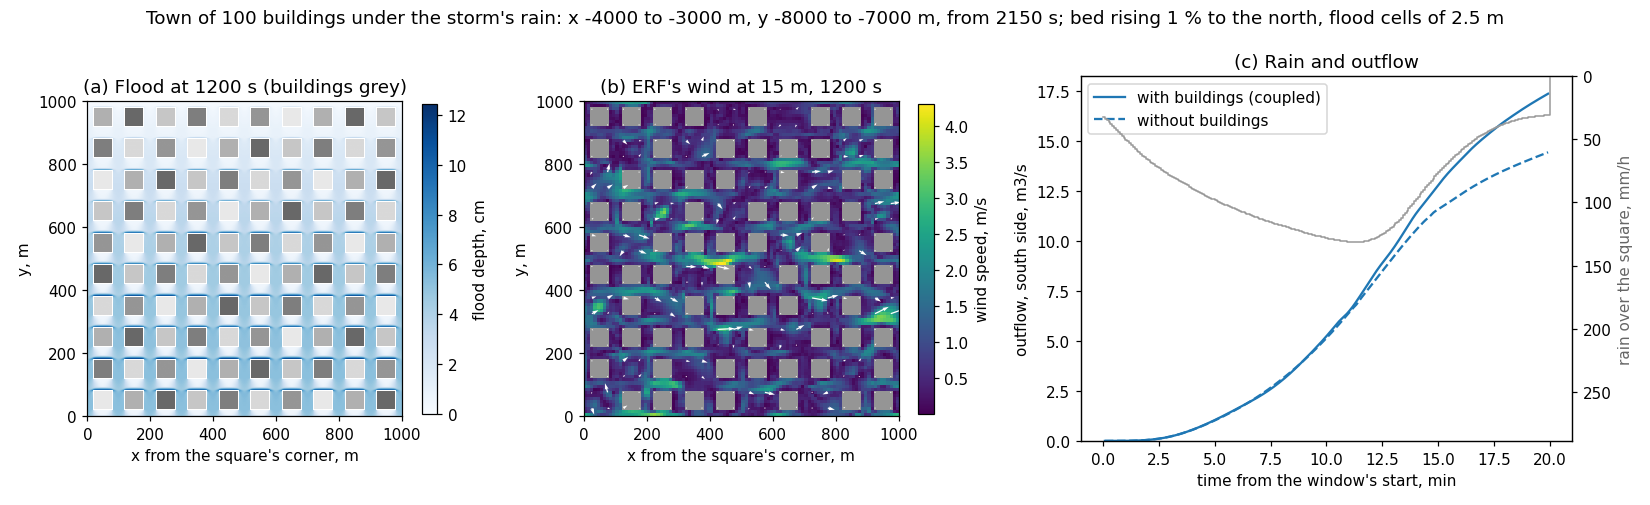 Town of 100 buildings under the storm's rain: x -4000 to -3000 m, y -8000 to -7000 m, from 2150 s; bed rising 1 % to the north, flood cells of 2.5 m
(a) Flood at 1200 s (buildings grey)
1000
800
600
400
200
0
y, m
0 200 400 600 800 1000
x from the square's corner, m
12
10
8
6
4
2
0
flood depth, cm
(b) ERF's wind at 15 m, 1200 s
1000
800
600
400
200
0
y, m
0 200 400 600 800 1000
x from the square's corner, m
4.0
3.5
3.0
2.5
2.0
1.5
1.0
0.5
wind speed, m/s
(c) Rain and outflow
with buildings (coupled)
without buildings
17.5
15.0
12.5
10.0
7.5
5.0
2.5
0.0
outflow, south side, m3/s
0.0 2.5 5.0 7.5 10.0 12.5 15.0 17.5 20.0
time from the window's start, min
0
50
100
150
200
250
rain over the square, mm/h